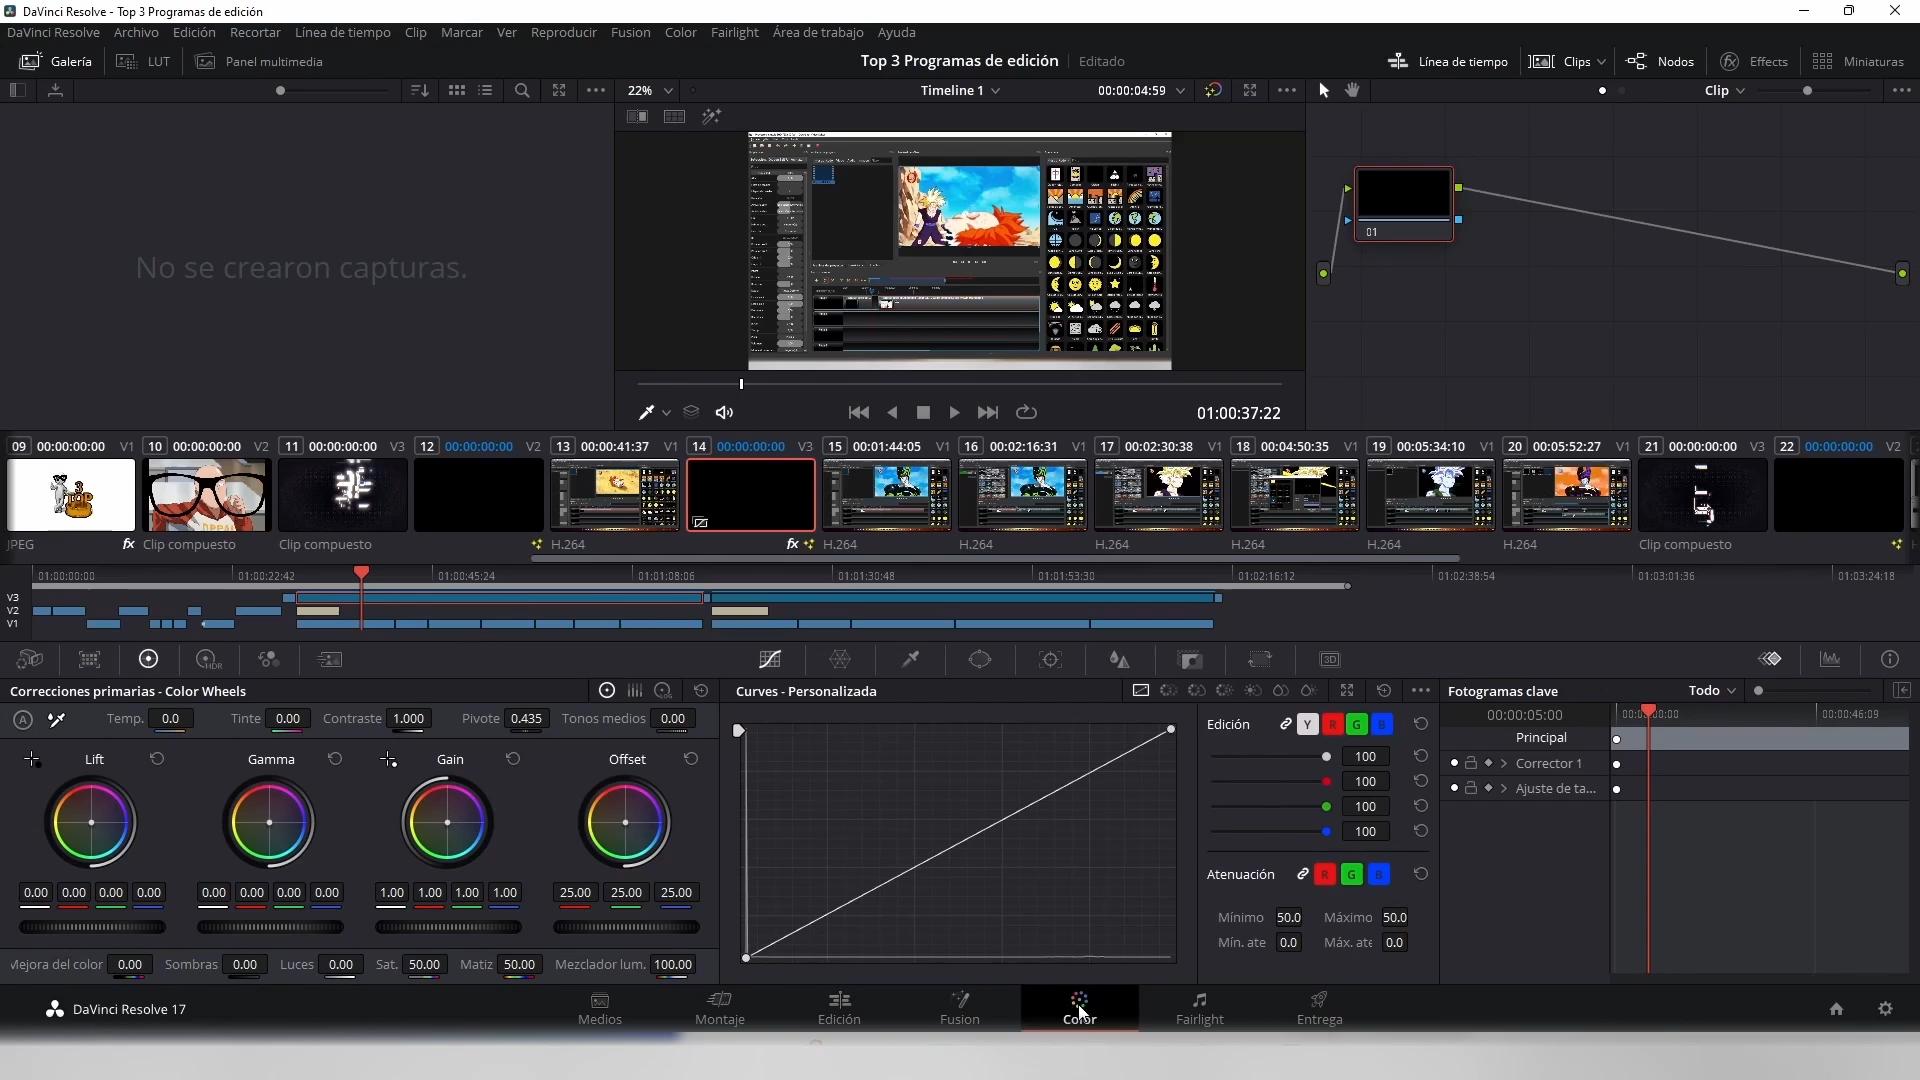 DaVinci Resolve - Top 3 Programas de edición
DaVinci Resolve Archivo Edición Recortar Línea de tiempo Clip Marcar Ver Reproducir Fusion Color Fairlight Área de trabajo Ayuda
Galería LUT Panel multimedia Top 3 Programas de edición Editado Línea de tiempo Clips Nodos Effects Miniaturas
22% Timeline 1 00:00:04:59 Clip
No se crearon capturas.
01
01:00:37:22
09 00:00:00:00 V1 10 00:00:00:00 V2 11 00:00:00:00 V3 12 00:00:00:00 V2 13 00:00:41:37 V1 14 00:00:00:00 V3 15 00:01:44:05 V1 16 00:02:16:31 V1 17 00:02:30:38 V1 18 00:04:50:35 V1 19 00:05:34:10 V1 20 00:05:52:27 V1 21 00:00:00:00 V3 22 00:00:00:00 V2
JPEG fx Clip compuesto Clip compuesto H.264 fx H.264 H.264 H.264 H.264 H.264 H.264 Clip compuesto
01:00:00:00 01:00:22:42 01:00:45:24 01:01:08:06 01:01:30:48 01:01:53:30 01:02:16:12 01:02:38:54 01:03:01:36 01:03:24:18
V3
V2
V1
HDR 3D
Correcciones primarias - Color Wheels LOG Curves - Personalizada Fotogramas clave Todo
A Temp. 0.0 Tinte 0.00 Contraste 1.000 Pivote 0.435 Tonos medios 0.00 Edición Y R G B 00:00:05:00 00:00:46:09
Principal
Lift Gamma Gain Offset 100 Corrector 1
100 Ajuste de ta...
100
100
Atenuación R G B
0.00 0.00 0.00 0.00 0.00 0.00 0.00 0.00 1.00 1.00 1.00 1.00 25.00 25.00 25.00
Mínimo 50.0 Máximo 50.0
Mín. ate 0.0 Máx. ate 0.0
Mejora del color 0.00 Sombras 0.00 Luces 0.00 Sat. 50.00 Matiz 50.00 Mezclador lum. 100.00
DaVinci Resolve 17 Medios Montaje Edición Fusion Color Fairlight Entrega